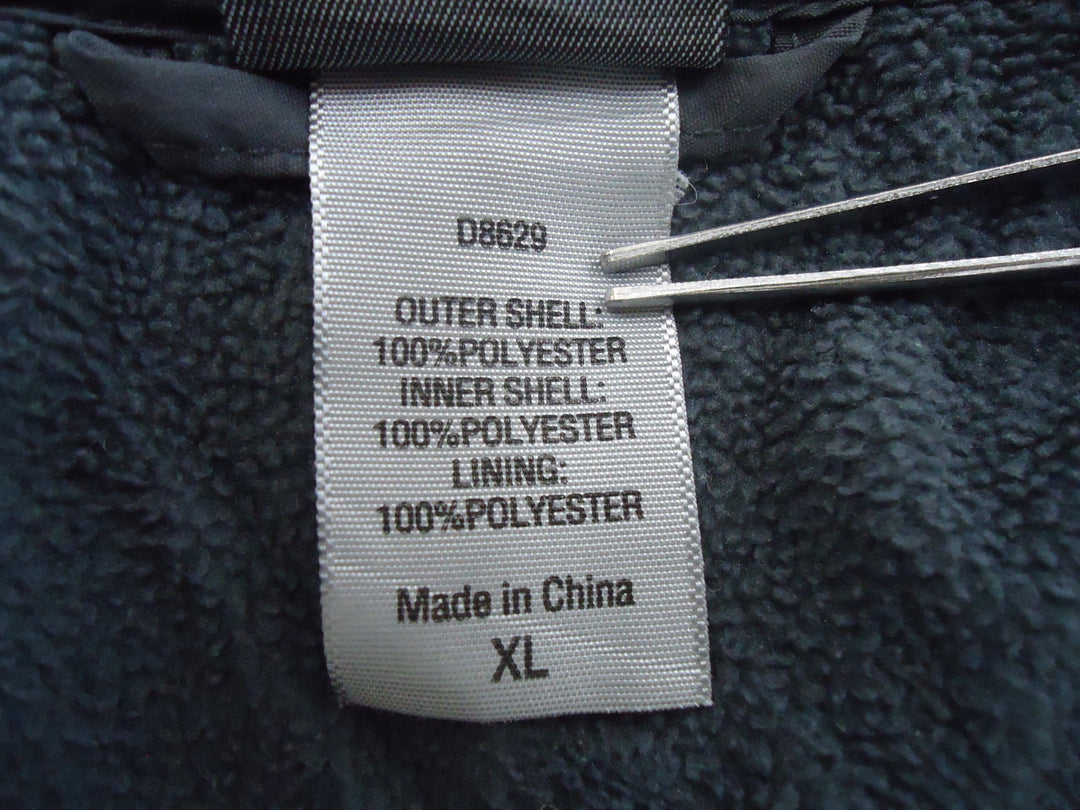 D8629
OUTER SHELL:
100%POLYESTER
INNER SHELL:
100%POLYESTER
LINING:
100%POLYESTER
Made in China
XL